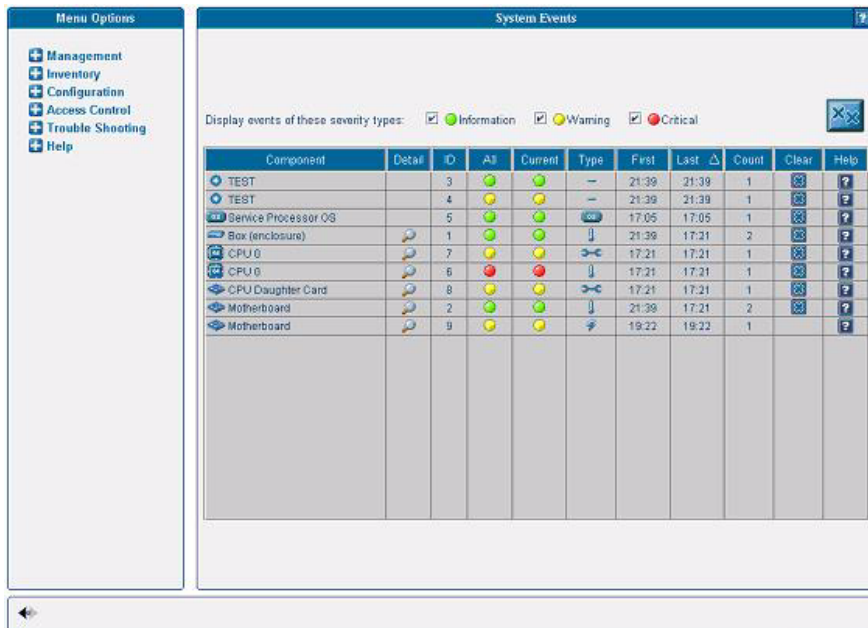 Menu Options
Management
Inventory
Configuration
Access Control
Trouble Shooting
Help
System Events ?
Display events of these severity types: Information Warning Critical
Component Detail ID All Current Type First Last Count Clear Help
TEST 3 – 21:39 21:39 1 ?
TEST 4 – 21:39 21:39 1 ?
Service Processor OS 5 17:05 17:05 1 ?
Box (enclosure) 1 21:39 17:21 2 ?
CPU 0 7 17:21 17:21 1 ?
CPU 0 6 17:21 17:21 1 ?
CPU Daughter Card 8 17:21 17:21 1 ?
Motherboard 2 21:39 17:21 2 ?
Motherboard 9 19:22 19:22 1 ?